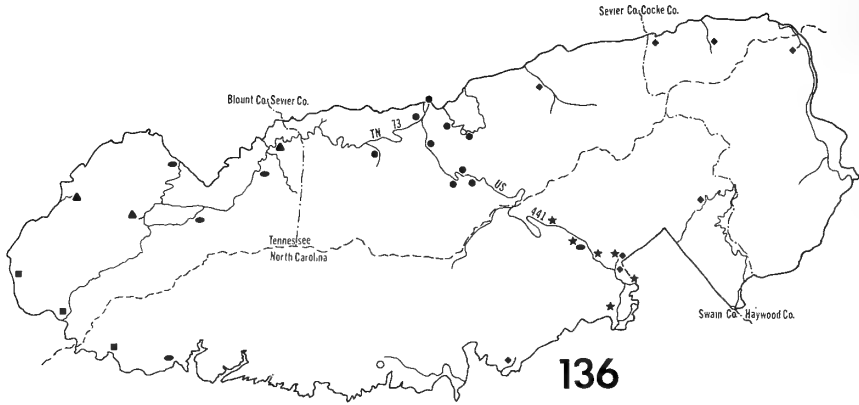 Sevier Co. Cocke Co.
Blount Co. Sevier Co.
TN 73
US 441
Tennessee
North Carolina
Swain Co. Haywood Co.
136